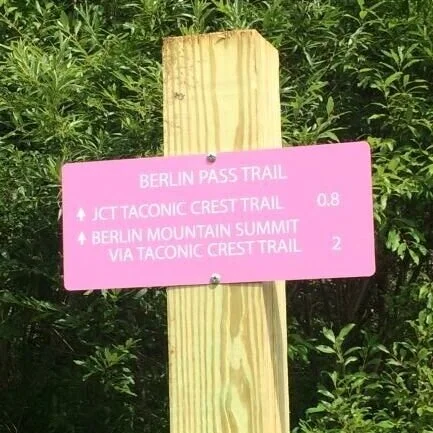 BERLIN PASS TRAIL
↑ JCT TACONIC CREST TRAIL 0.8
↑ BERLIN MOUNTAIN SUMMIT
VIA TACONIC CREST TRAIL 2